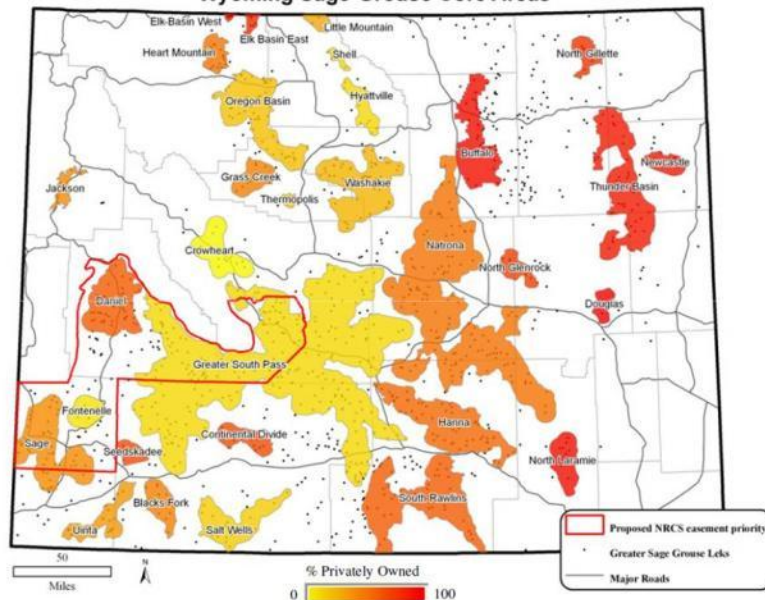 Wyoming Sage-Grouse Core Areas
Elk Basin West
Little Mountain
Elk Basin East
Heart Mountain
Shell
North Gillette
Oregon Basin
Hyattville
Buffalo
Newcastle
Grass Creek
Washakie
Thunder Basin
Jackson
Thermopolis
Crowheart
Natrona
North Glenrock
Daniel
Douglas
Greater South Pass
Fontenelle
Hanna
Continental Divide
Sage
Seedskadee
North Laramie
South Rawlins
Blacks Fork
Uinta
Salt Wells
Proposed NRCS easement priority
Greater Sage Grouse Leks
Major Roads
50
Miles
N
% Privately Owned
0
100